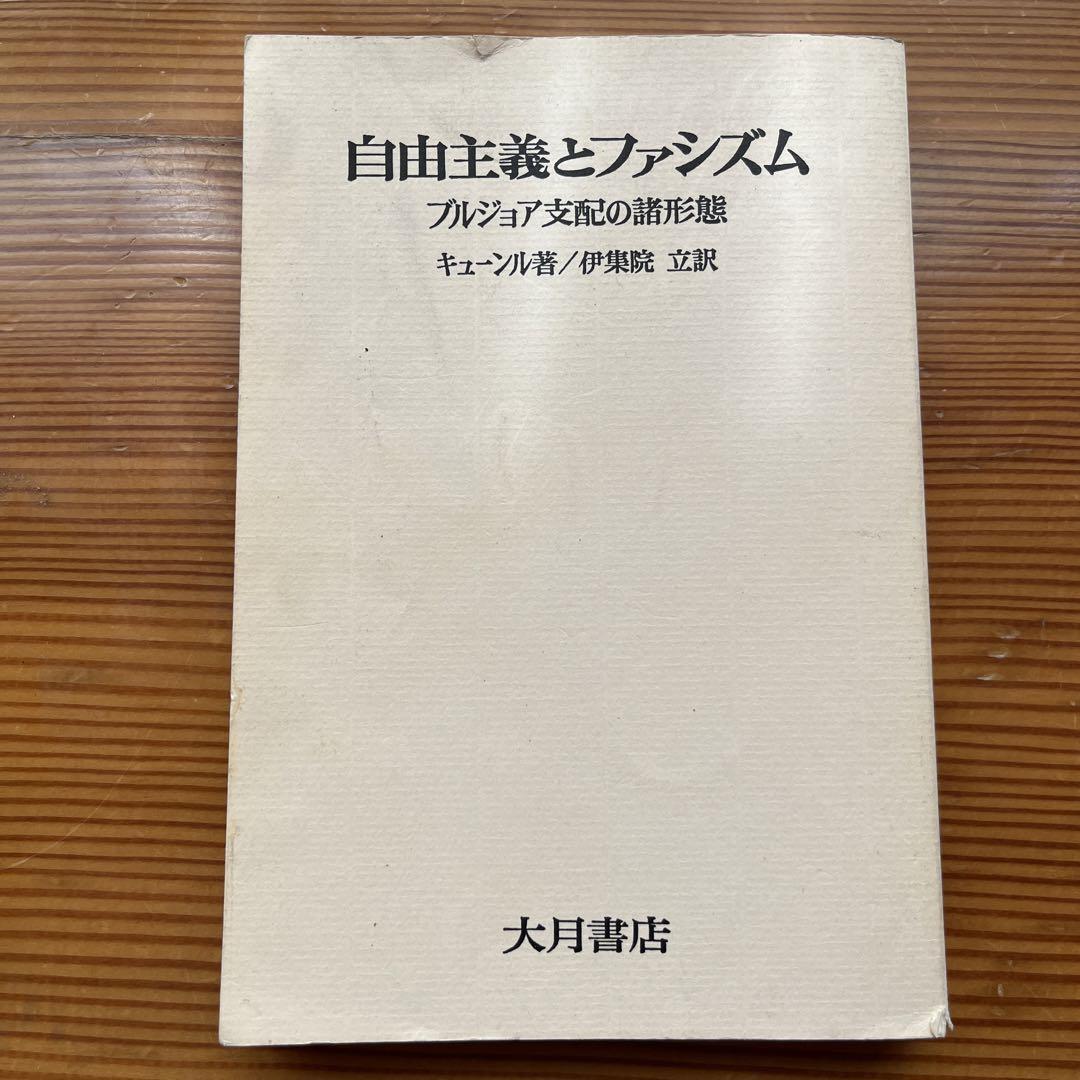 自由主義とファシズム
ブルジョア支配の諸形態
キューンル著/伊集院 立訳
大月書店